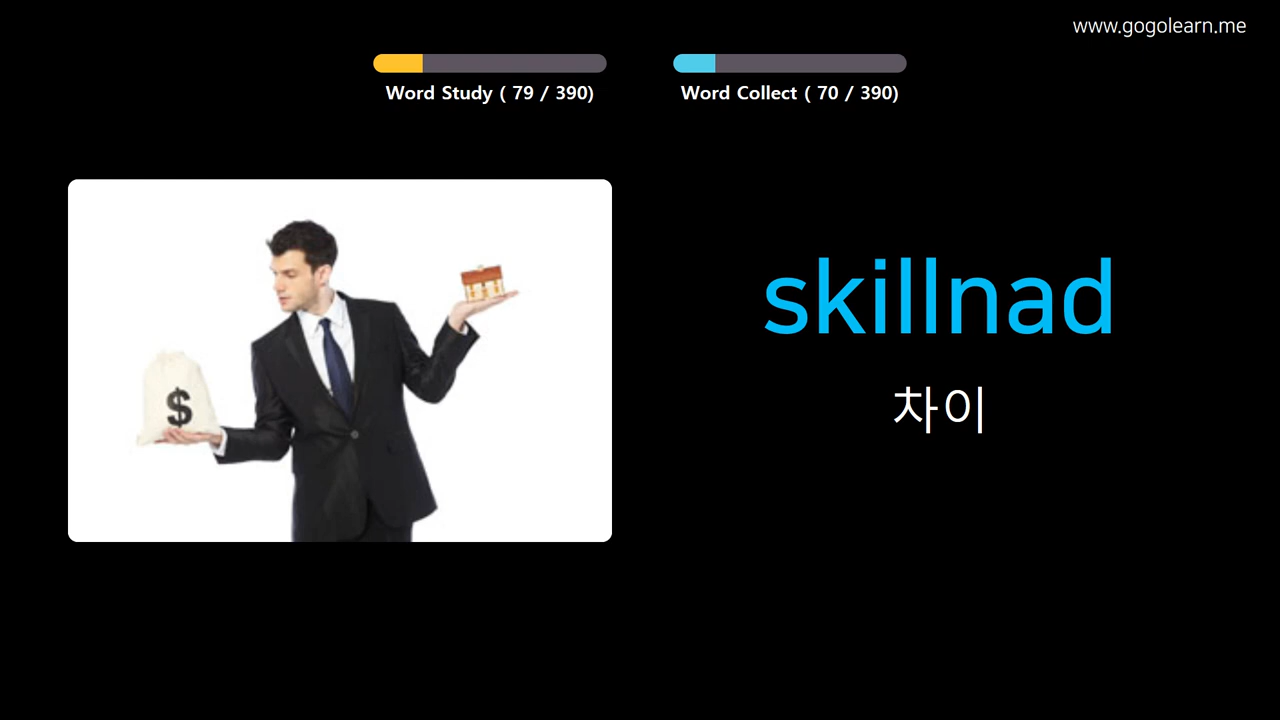 www.gogolearn.me
Word Study ( 79 / 390)
Word Collect ( 70 / 390)
$
skillnad
차이